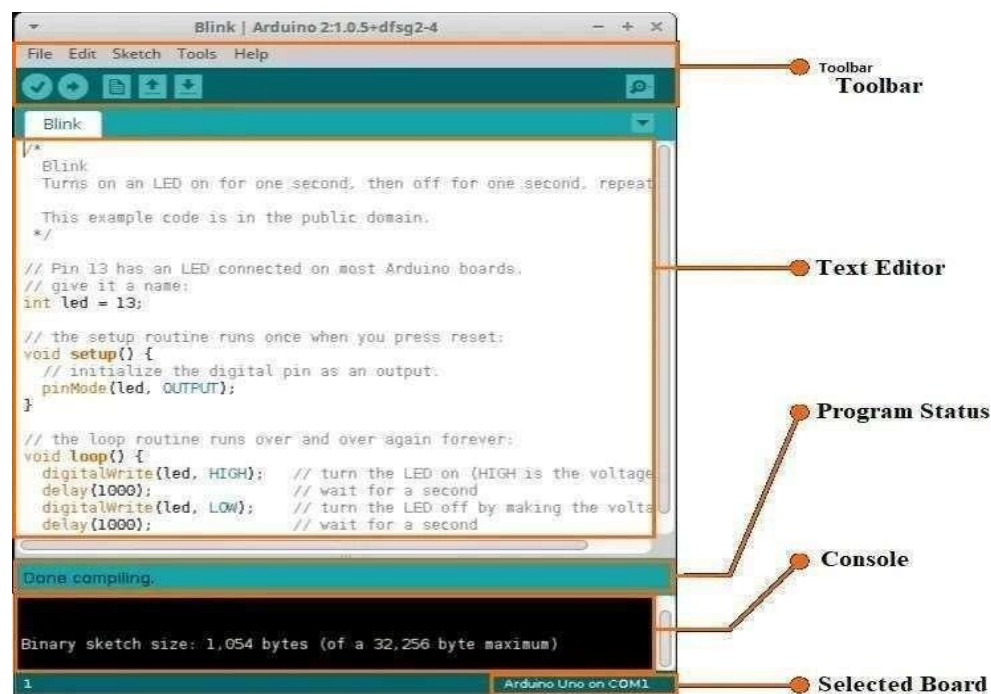 Blink | Arduino 2:1.0.5+dfsg2-4
File Edit Sketch Tools Help
Toolbar
Toolbar
Blink
/*
  Blink
  Turns on an LED on for one second, then off for one second, repeat

  This example code is in the public domain.
 */

// Pin 13 has an LED connected on most Arduino boards.
// give it a name:
int led = 13;

// the setup routine runs once when you press reset:
void setup() {
  // initialize the digital pin as an output.
  pinMode(led, OUTPUT);
}

// the loop routine runs over and over again forever:
void loop() {
  digitalWrite(led, HIGH);   // turn the LED on (HIGH is the voltage
  delay(1000);               // wait for a second
  digitalWrite(led, LOW);    // turn the LED off by making the volta
  delay(1000);               // wait for a second
Text Editor
Program Status
Done compiling.
Console
Binary sketch size: 1,054 bytes (of a 32,256 byte maximum)
1
Arduino Uno on COM1
Selected Board